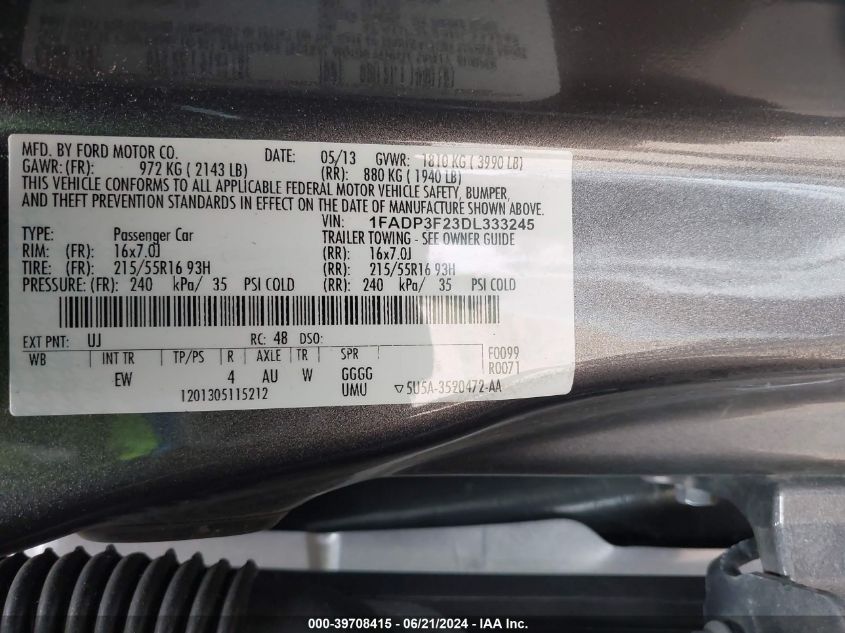 MFD. BY FORD MOTOR CO. DATE: 05/13 GVWR: 1810 KG ( 3990 LB)
GAWR: (FR): 972 KG ( 2143 LB) (RR): 880 KG ( 1940 LB)
THIS VEHICLE CONFORMS TO ALL APPLICABLE FEDERAL MOTOR VEHICLE SAFETY, BUMPER,
AND THEFT PREVENTION STANDARDS IN EFFECT ON THE DATE OF MANUFACTURE SHOWN ABOVE.
VIN: 1FADP3F23DL333245
TYPE: Passenger Car TRAILER TOWING - SEE OWNER GUIDE
RIM: (FR): 16x7.0J (RR): 16x7.0J
TIRE: (FR): 215/55R16 93H (RR): 215/55R16 93H
PRESSURE: (FR): 240 kPa/ 35 PSI COLD (RR): 240 kPa/ 35 PSI COLD
EXT PNT: UJ RC: 48 DSO:
WB INT TR TP/PS R AXLE TR SPR F0099
R0071
EW 4 AU W GGGG
1201305115212 UMU ▽5U5A-3520472-AA
000-39708415 - 06/21/2024 - IAA Inc.